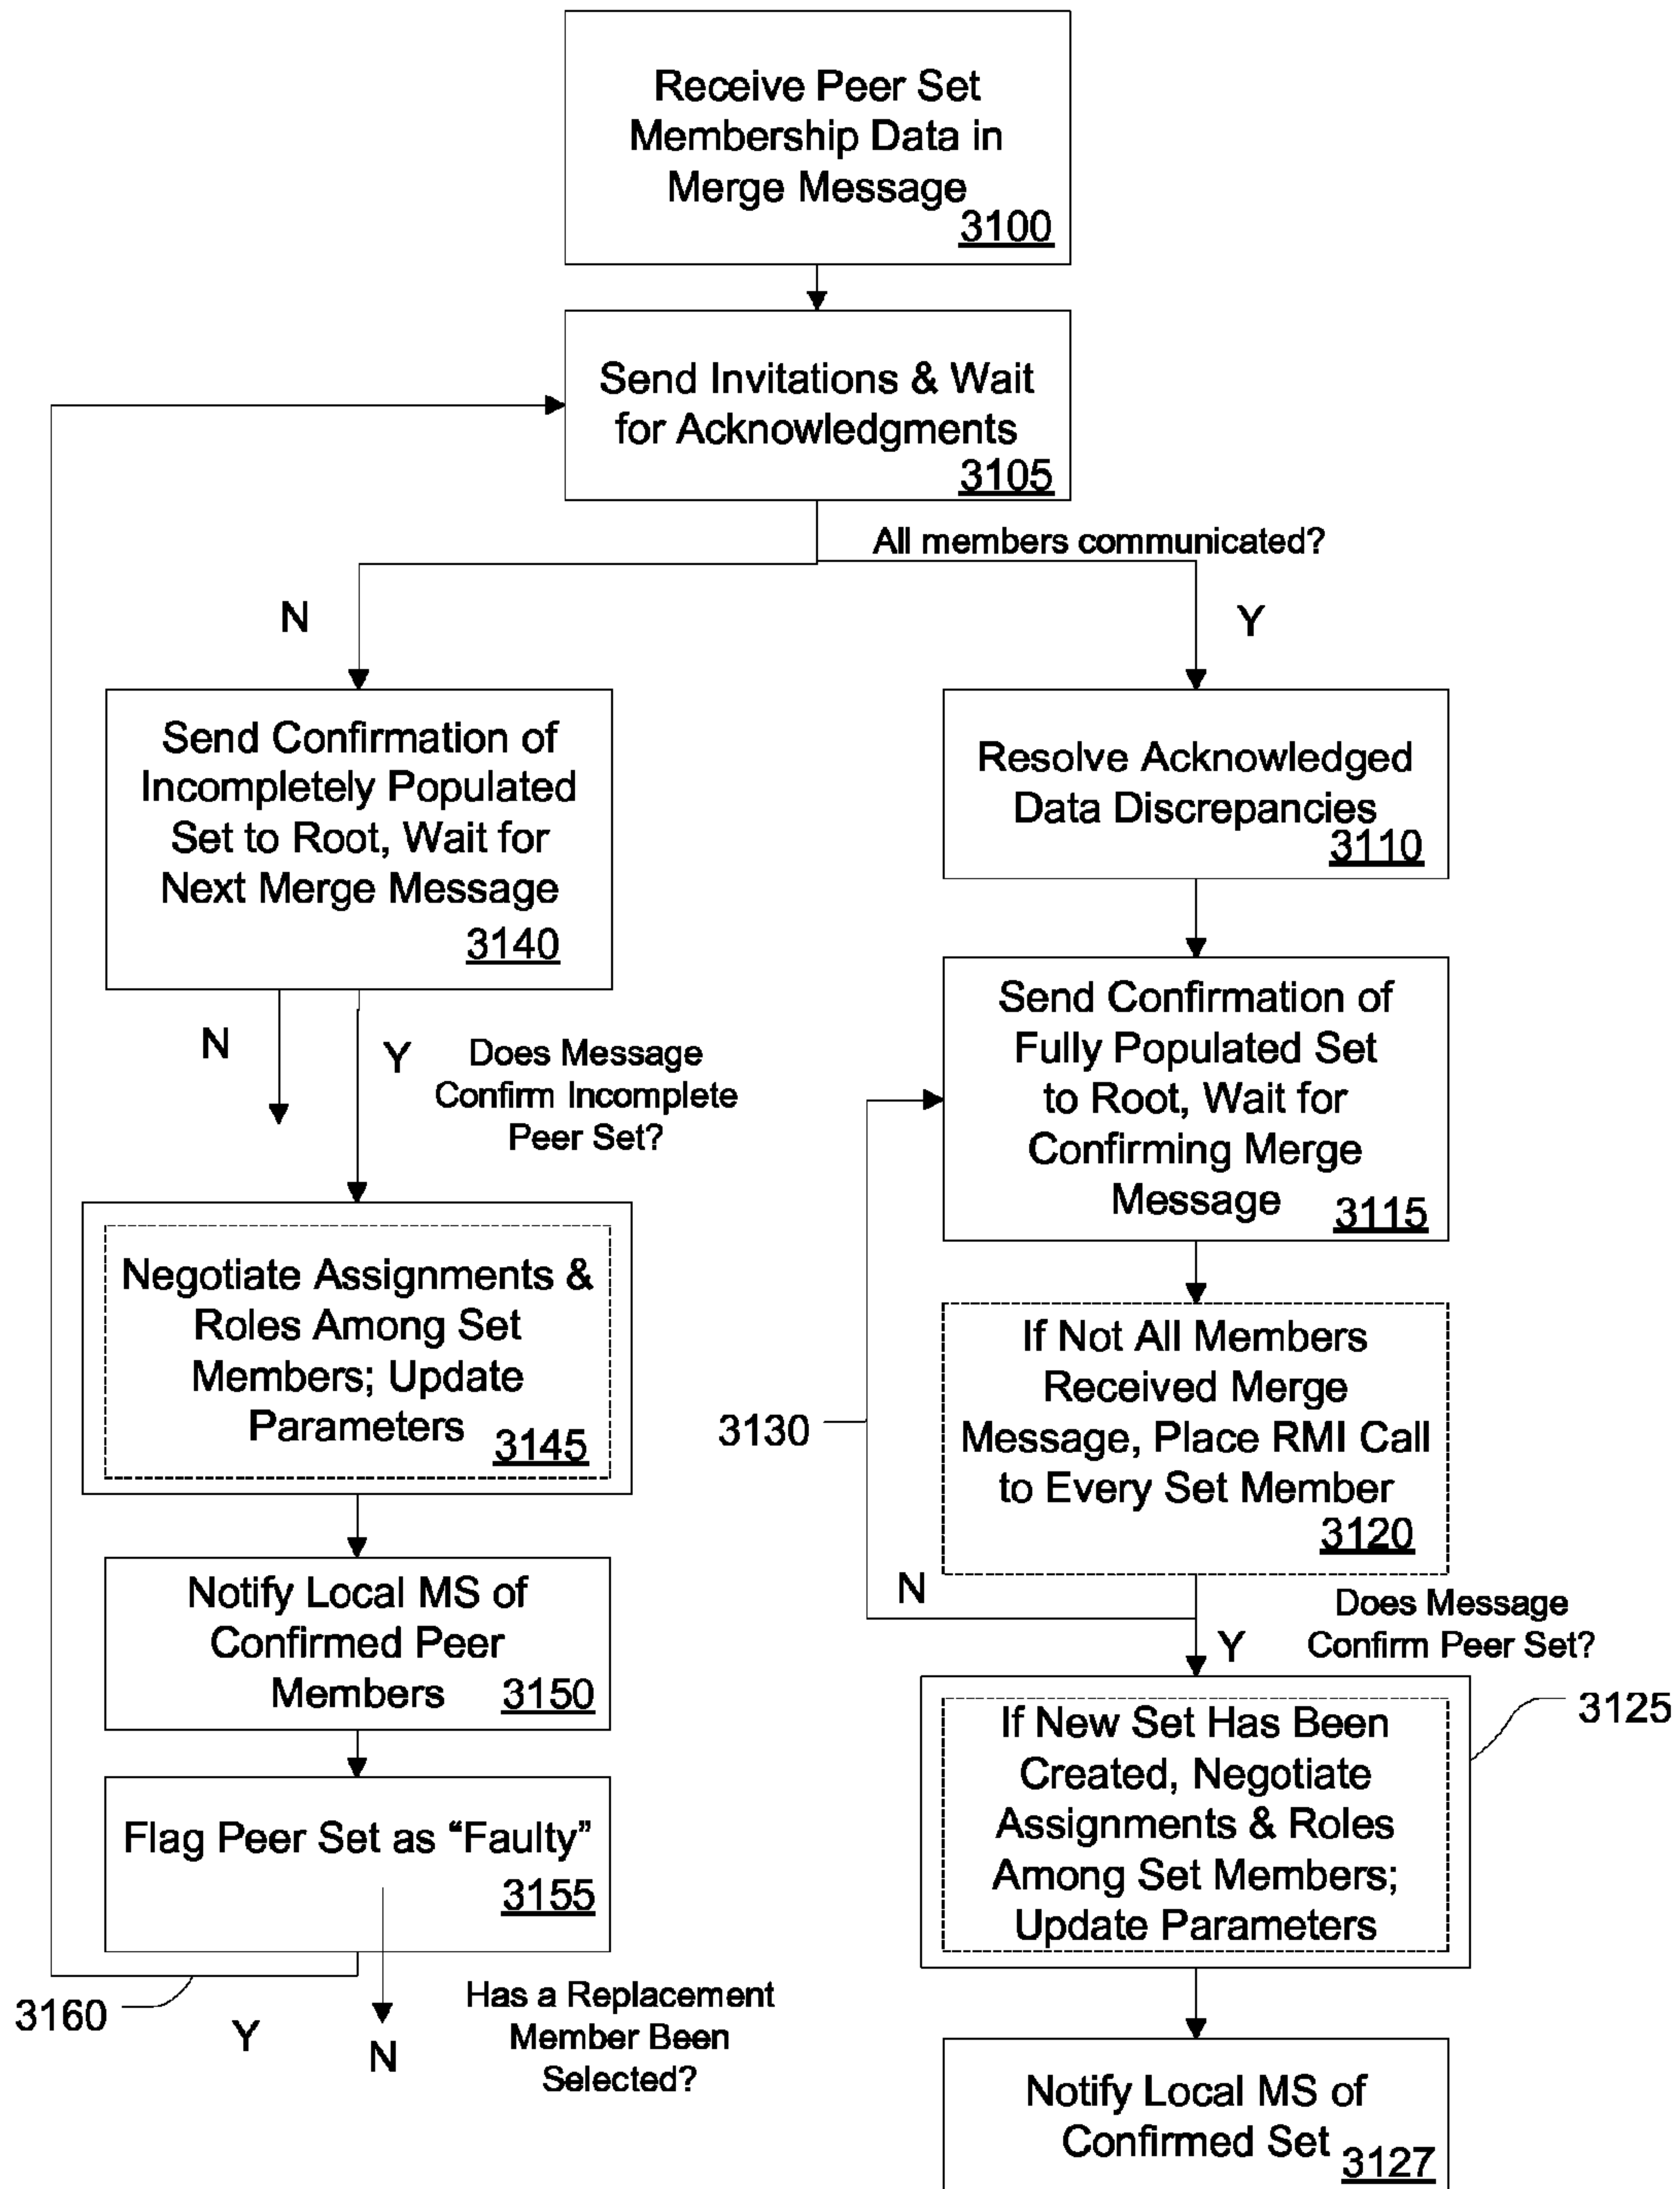 Receive Peer Set
Membership Data in
Merge Message
3100
Send Invitations & Wait
for Acknowledgments
3105
All members communicated?
N
Y
Send Confirmation of
Incompletely Populated
Set to Root, Wait for
Next Merge Message
3140
Resolve Acknowledged
Data Discrepancies
3110
N
Y
Does Message
Confirm Incomplete
Peer Set?
Send Confirmation of
Fully Populated Set
to Root, Wait for
Confirming Merge
Message
3115
Negotiate Assignments &
Roles Among Set
Members; Update
Parameters
3145
3130
If Not All Members
Received Merge
Message, Place RMI Call
to Every Set Member
3120
Notify Local MS of
Confirmed Peer
Members
3150
N
Y
Does Message
Confirm Peer Set?
Flag Peer Set as “Faulty”
3155
If New Set Has Been
Created, Negotiate
Assignments & Roles
Among Set Members;
Update Parameters
3125
3160
Y
N
Has a Replacement
Member Been
Selected?
Notify Local MS of
Confirmed Set
3127